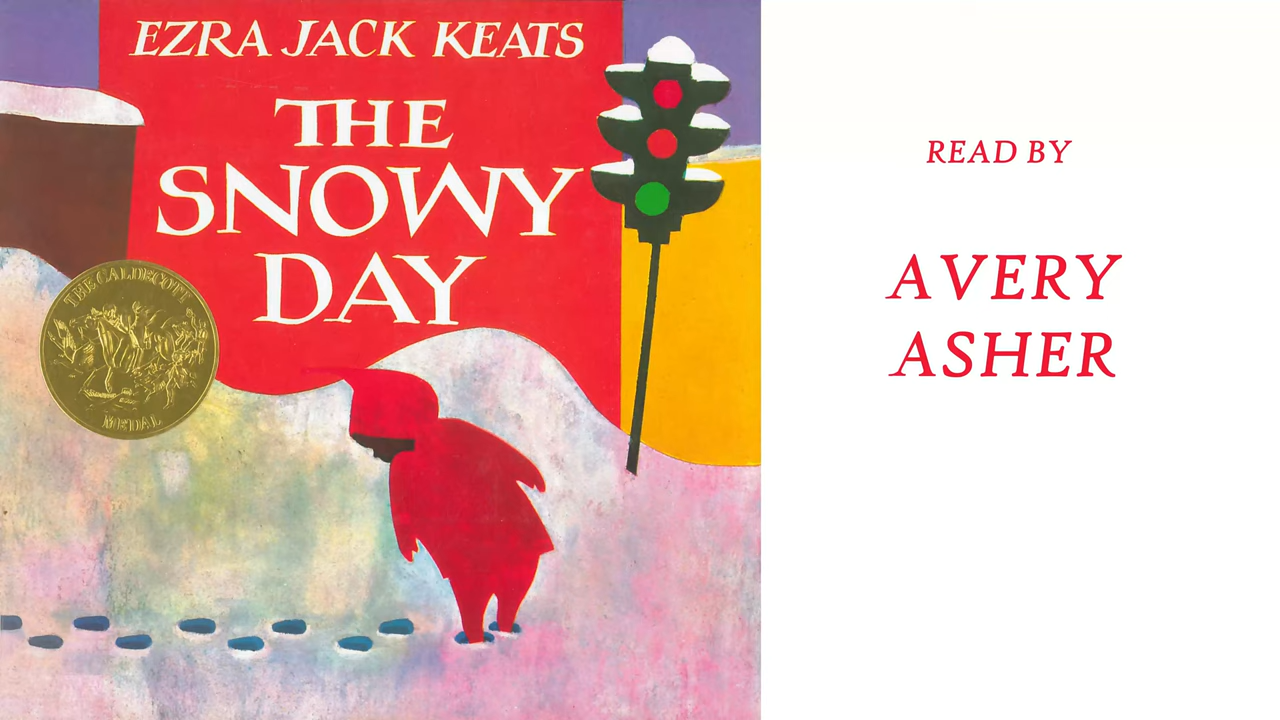 EZRA JACK KEATS
THE
SNOWY
DAY
THE CALDECOTT
MEDAL
READ BY
AVERY
ASHER